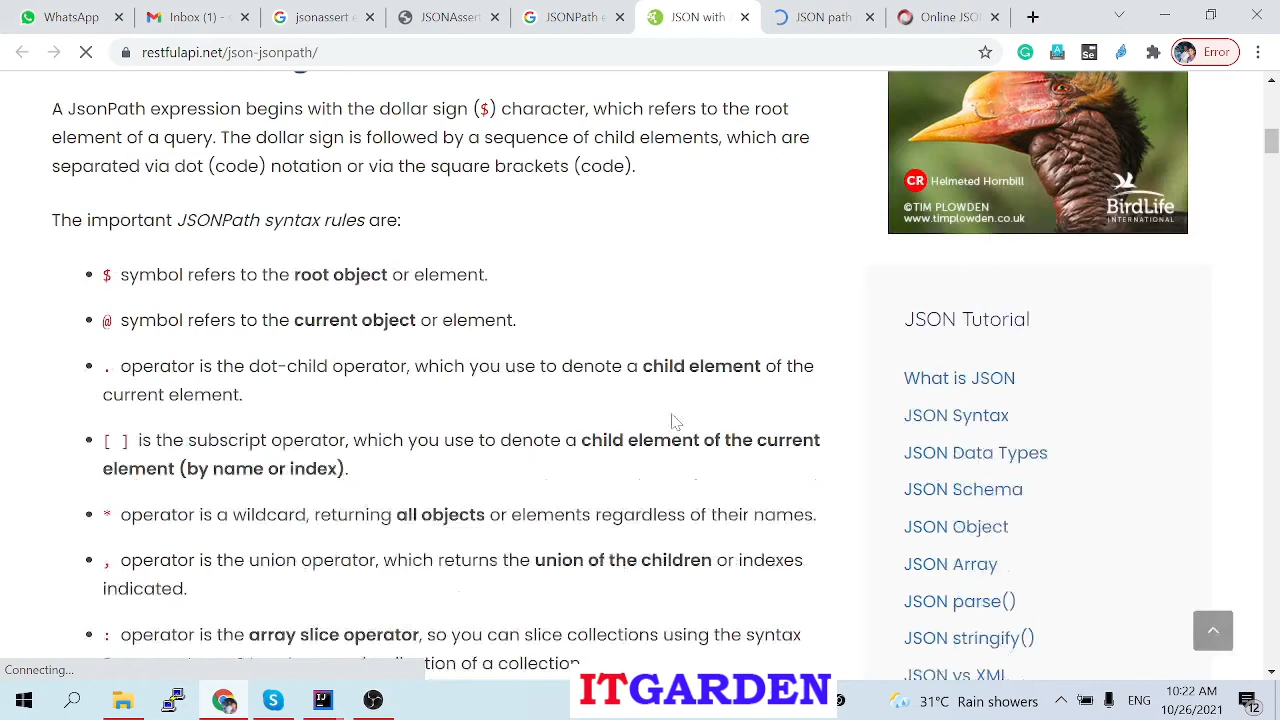 WhatsApp
Inbox (1) -
jsonasset
JSONAsser
JSONPath e
JSON with
JSON
JSON onli
restfulapi.net/json-jsonpath/
Error
A JsonPath expression begins with the dollar sign ($) character, which refers to the root
element of a query. The dollar sign is followed by a sequence of child elements, which are
separated via dot (code) notation or via the square brackets (code).
The important JSONPath syntax rules are:
$ symbol refers to the root object or element.
@ symbol refers to the current object or element.
. operator is the dot-child operator, which you use to denote a child element of the
current element.
[ ] is the subscript operator, which you use to denote a child element of the current
element (by name or index).
* operator is a wildcard, returning all objects or elements regardless of their names.
, operator is the union operator, which returns the union of the children or indexes
indicated.
: operator is the array slice operator, so you can slice collections using the syntax
of a collection
CR Helmeted Hornbill
©TIM PLOWDEN
www.timplowden.co.uk
BirdLife
INTERNATIONAL
JSON Tutorial
What is JSON
JSON Syntax
JSON Data Types
JSON Schema
JSON Object
JSON Array
JSON parse()
JSON stringify()
JSON vs XML
Connecting...
ITGARDEN
31°C Rain showers
ENG
10:22 AM
10/26/2021
12